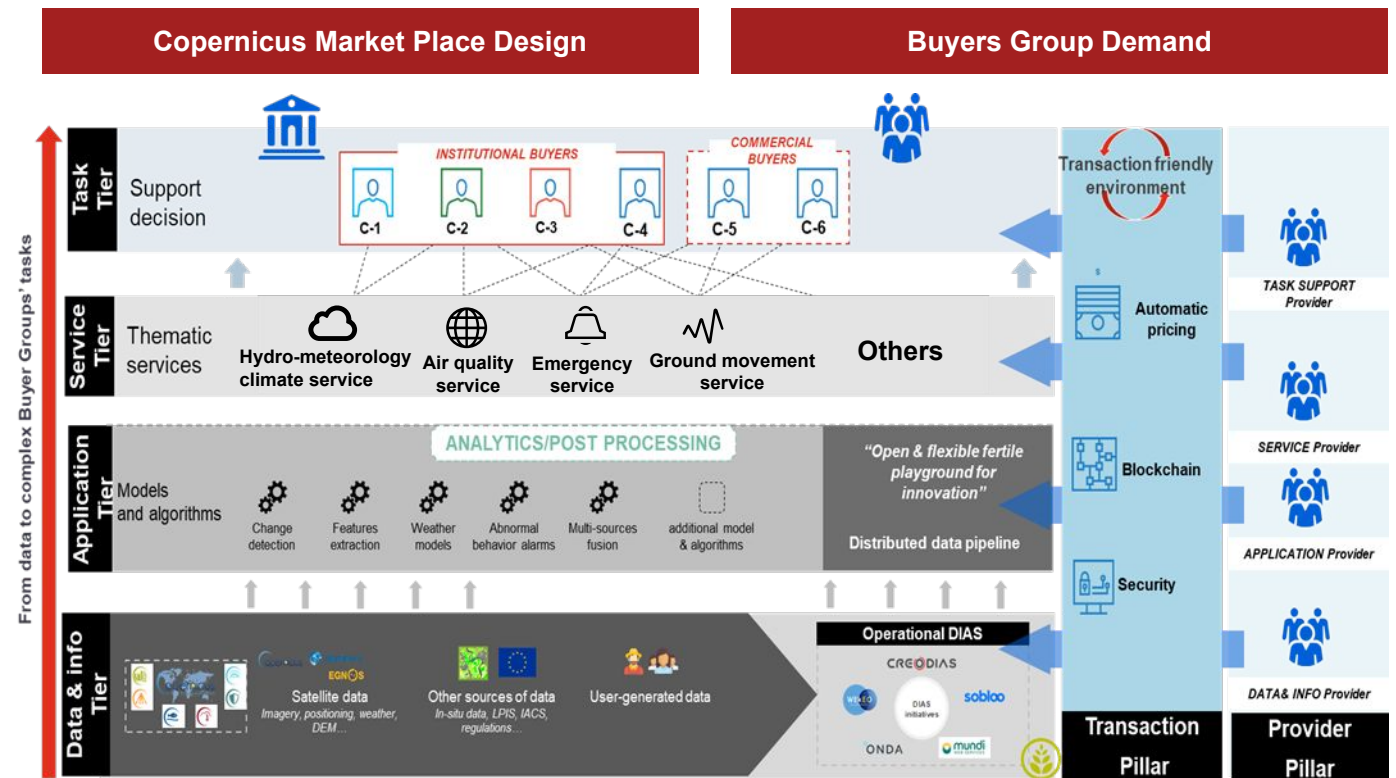 Copernicus Market Place Design
Buyers Group Demand
From data to complex Buyer Groups' tasks
Task
Tier
Support
decision
INSTITUTIONAL BUYERS
C-1
C-2
C-3
C-4
COMMERCIAL
BUYERS
C-5
C-6
Service
Tier
Thematic
services
Hydro-meteorology
climate service
Air quality
service
Emergency
service
Ground movement
service
Others
Application
Tier
Models
and algorithms
ANALYTICS/POST PROCESSING
Change
detection
Features
extraction
Weather
models
Abnormal
behavior alarms
Multi-sources
fusion
additional model
& algorithms
“Open & flexible fertile
playground for
innovation”
Distributed data pipeline
Data & info
Tier
EGNOS
Satellite data
Imagery, positioning, weather,
DEM…
Other sources of data
In-situ data, LPIS, IACS,
regulations…
User-generated data
Operational DIAS
CREODIAS
WEkEO
DIAS
initiatives
sobloo
ONDA
mundi
Transaction friendly
environment
$
Automatic
pricing
Blockchain
Security
Transaction
Pillar
TASK SUPPORT
Provider
SERVICE Provider
APPLICATION Provider
DATA& INFO Provider
Provider
Pillar